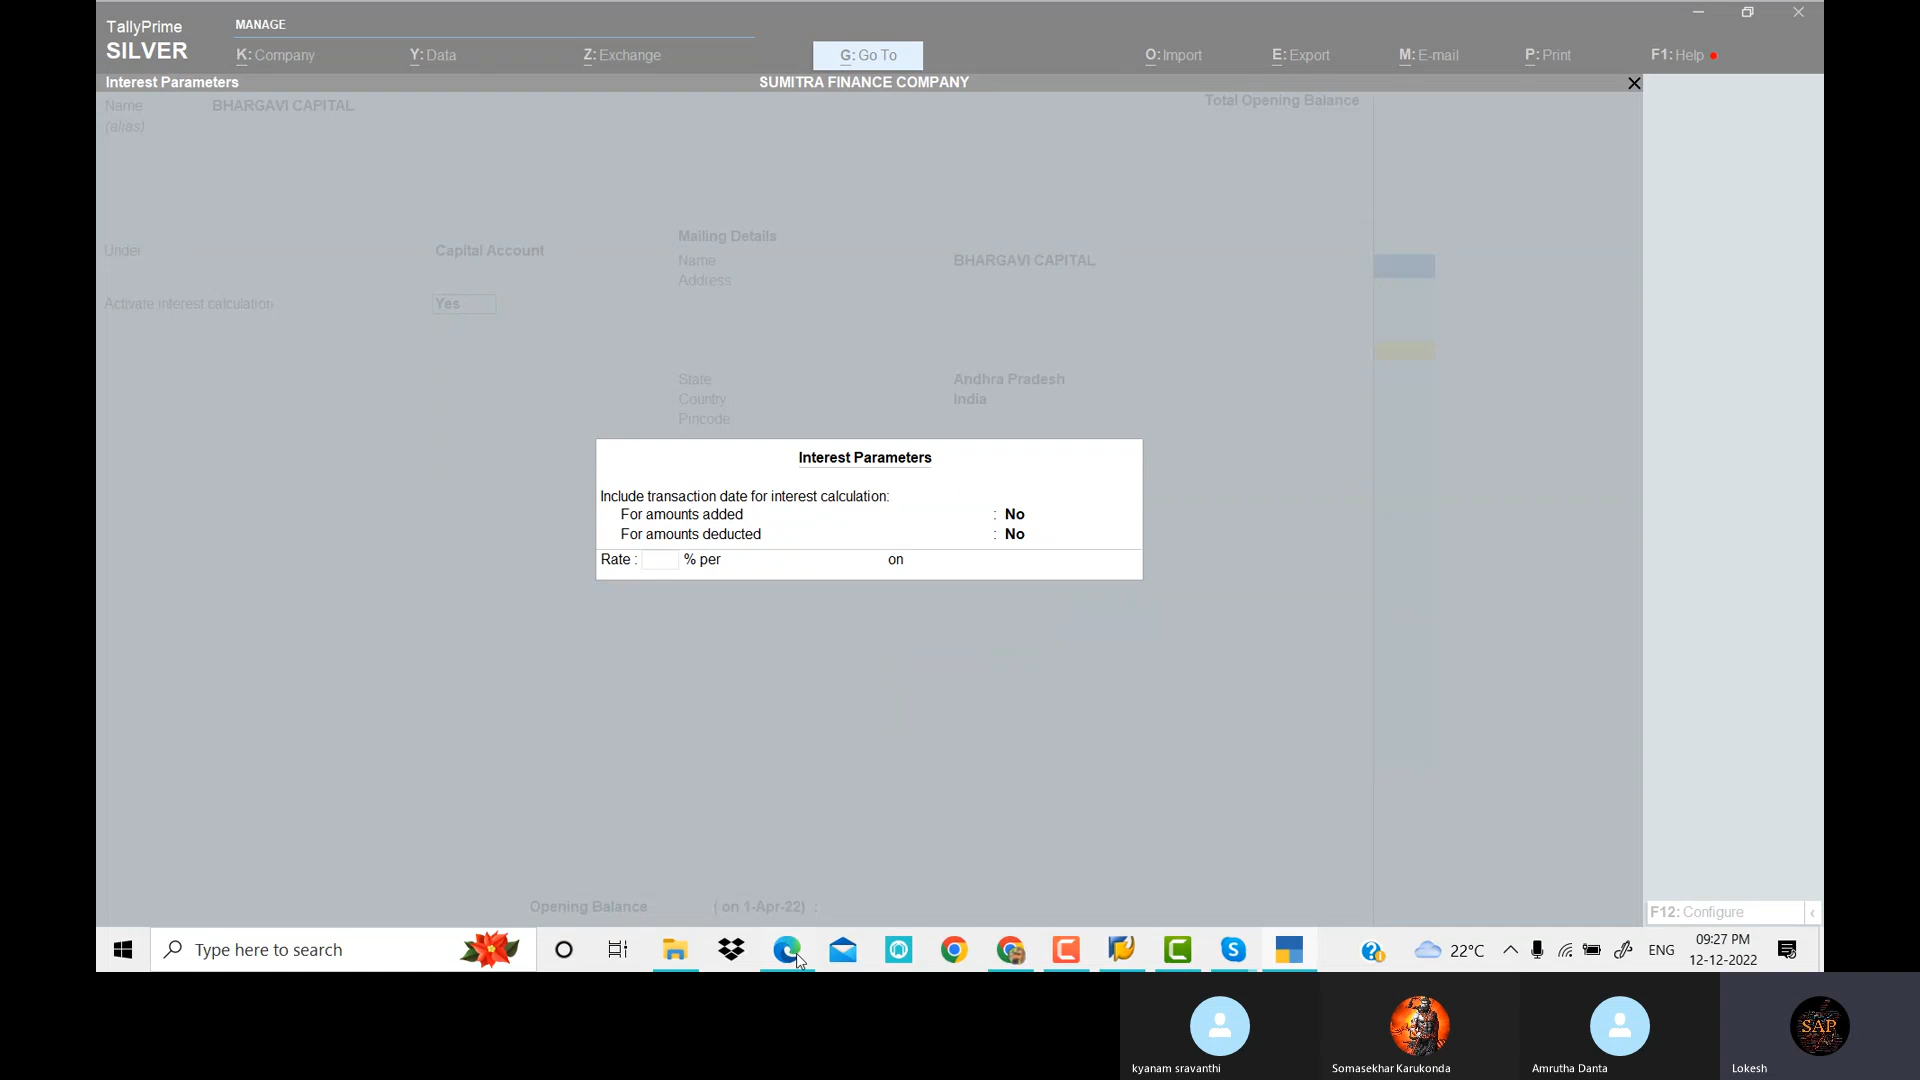 TallyPrime
SILVER
MANAGE
K: Company Y: Data Z: Exchange G: Go To O: Import E: Export M: E-mail P: Print F1: Help
Interest Parameters SUMITRA FINANCE COMPANY
Name BHARGAVI CAPITAL Total Opening Balance
(alias)
Mailing Details
Under Capital Account
Name BHARGAVI CAPITAL
Address
Activate interest calculation Yes
State Andhra Pradesh
Country India
Pincode
Interest Parameters
Include transaction date for interest calculation:
For amounts added : No
For amounts deducted : No
Rate : % per on
Opening Balance ( on 1-Apr-22) :
F12: Configure
Type here to search
22°C ENG 09:27 PM
12-12-2022
SAP
kyanam sravanthi Somasekhar Karukonda Amrutha Danta Lokesh